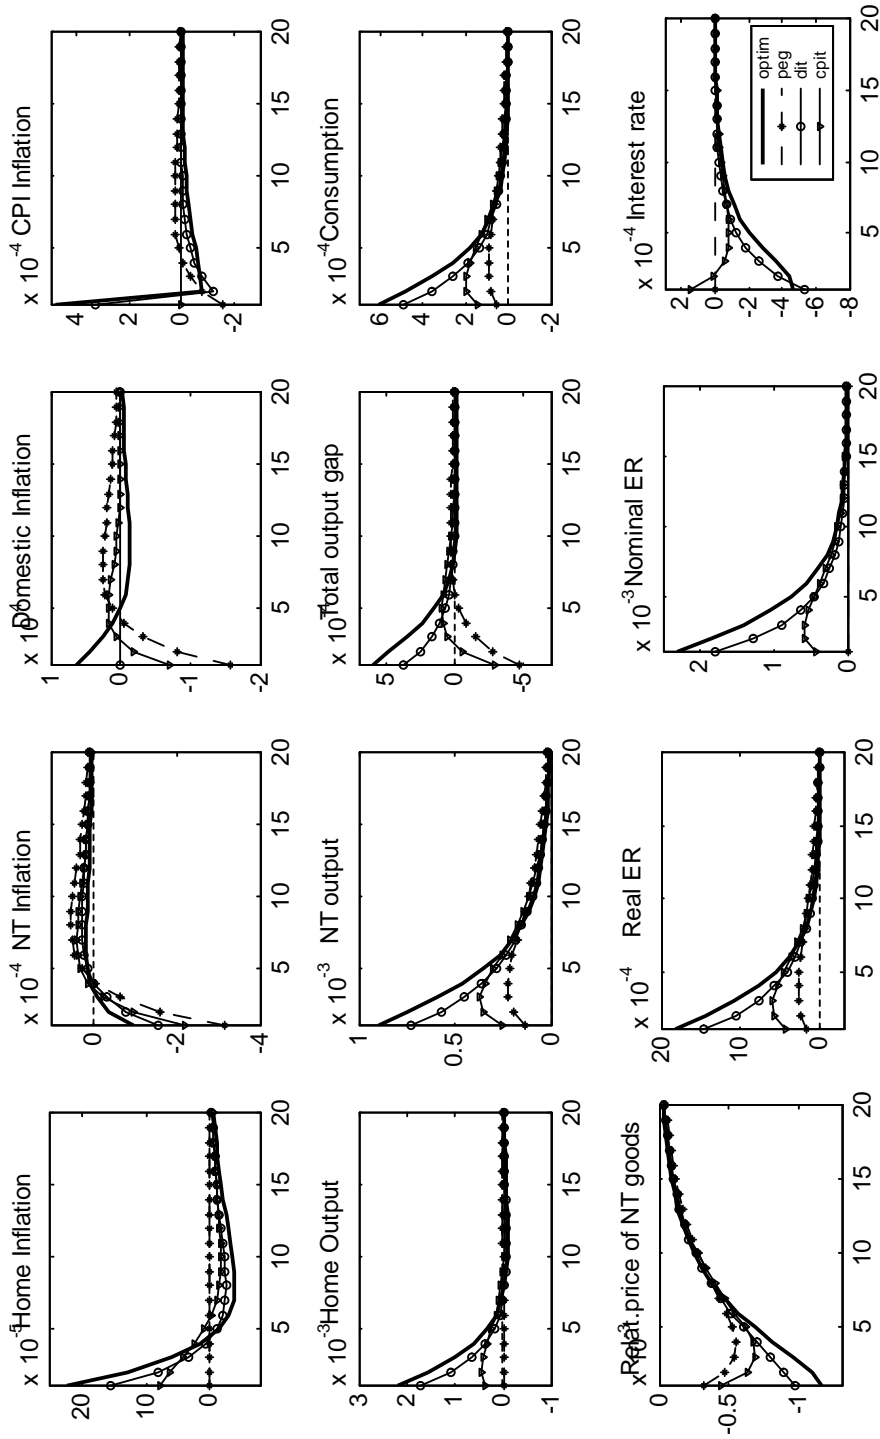 x 10^-5 Home Inflation
20
10
0
5 10 15 20
x 10^-4 NT Inflation
0
-2
-4
5 10 15 20
x 10^-4 Domestic Inflation
1
0
-1
-2
5 10 15 20
x 10^-4 CPI Inflation
4
2
0
-2
5 10 15 20
x 10^-3 Home Output
3
2
1
0
-1
5 10 15 20
x 10^-3 NT output
1
0.5
0
5 10 15 20
x 10^-4 Total output gap
5
0
-5
5 10 15 20
x 10^-4 Consumption
6
4
2
0
-2
5 10 15 20
x 10^-3 Relat.price of NT goods
0
-0.5
-1
5 10 15 20
x 10^-4 Real ER
20
10
0
5 10 15 20
x 10^-3 Nominal ER
2
1
0
5 10 15 20
x 10^-4 Interest rate
2
0
-2
-4
-6
-8
5 10 15 20
optim
peg
dit
cpit